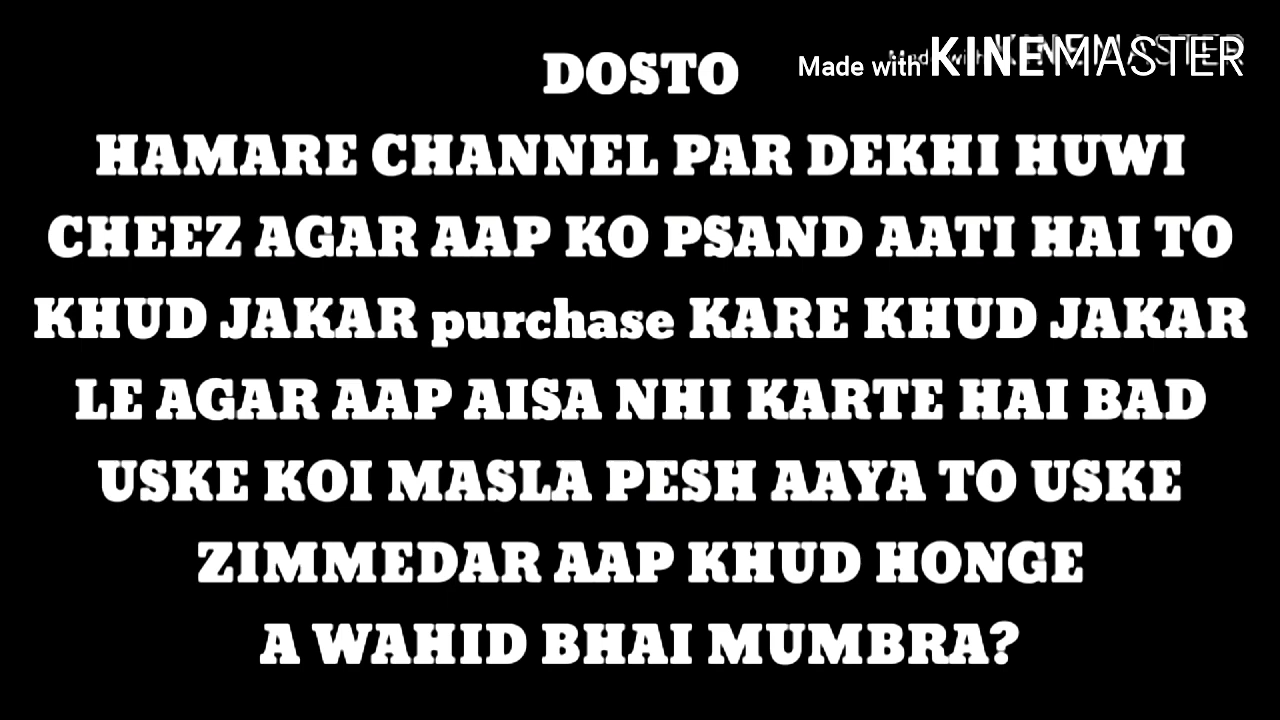 Made with KINEMASTER
DOSTO
HAMARE CHANNEL PAR DEKHI HUWI
CHEEZ AGAR AAP KO PSAND AATI HAI TO
KHUD JAKAR purchase KARE KHUD JAKAR
LE AGAR AAP AISA NHI KARTE HAI BAD
USKE KOI MASLA PESH AAYA TO USKE
ZIMMEDAR AAP KHUD HONGE
A WAHID BHAI MUMBRA?